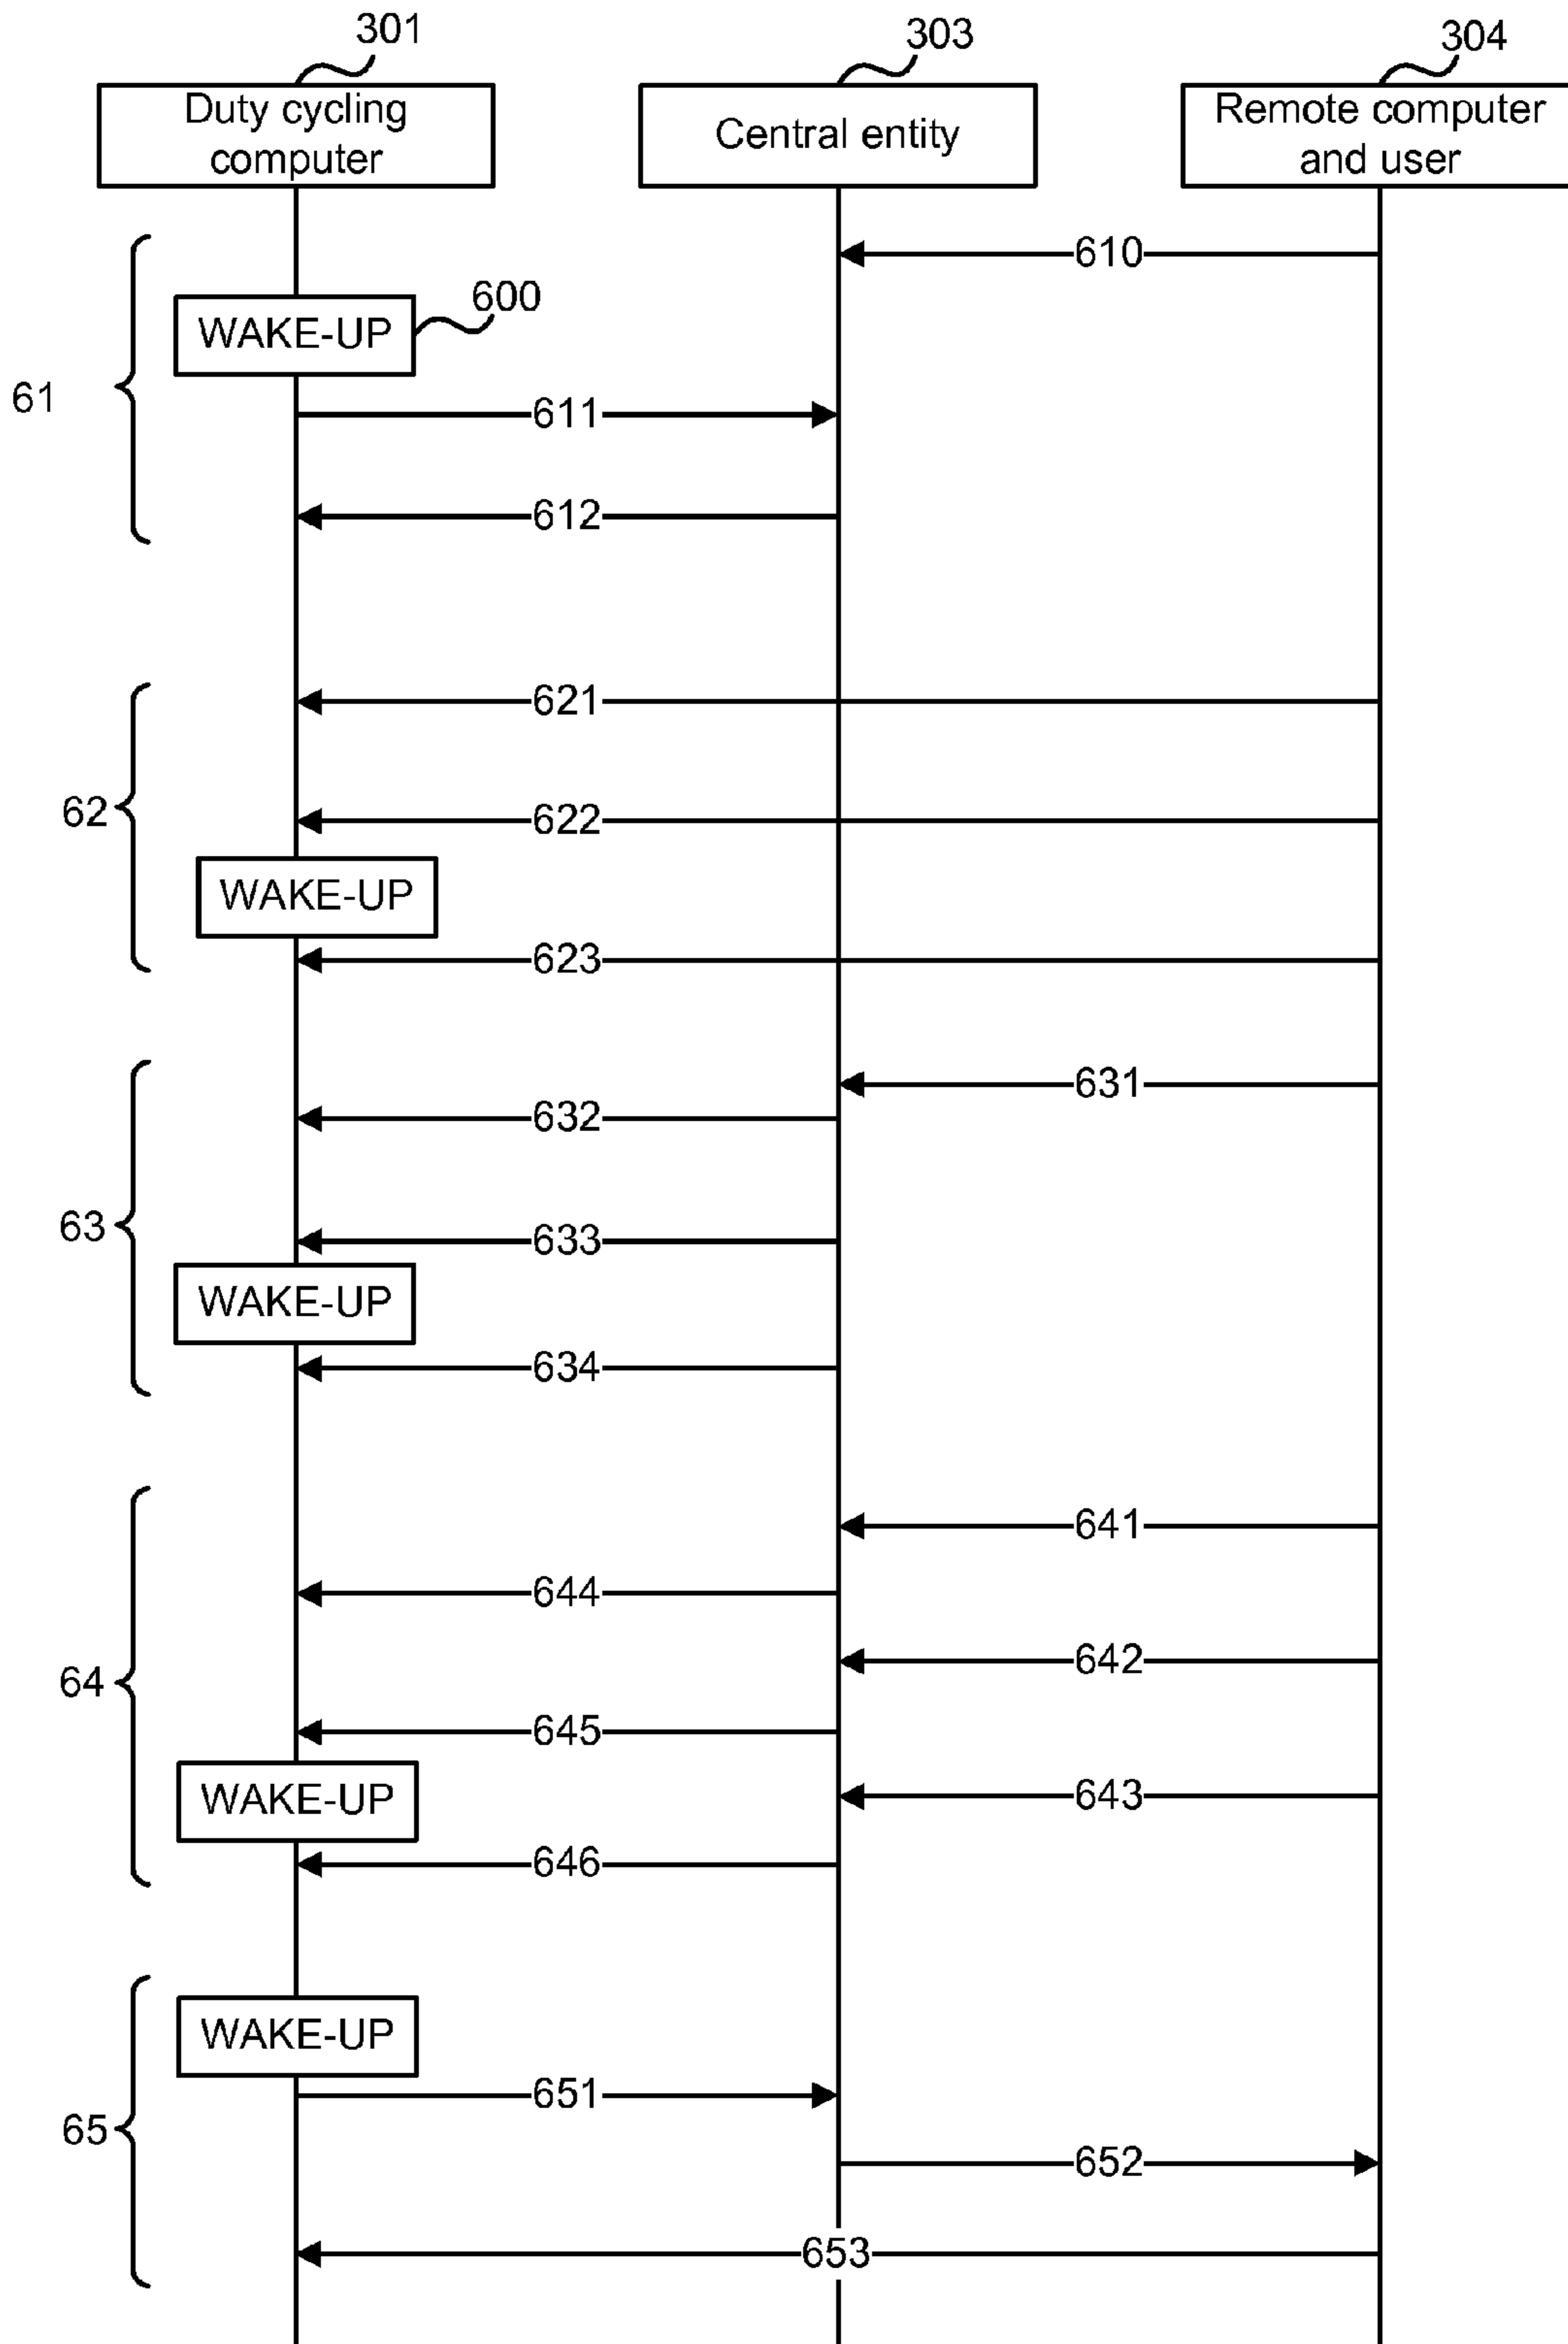 301
303
304
Duty cycling
computer
Central entity
Remote computer
and user
610
600
WAKE-UP
61
611
612
621
62
622
WAKE-UP
623
631
632
63
633
WAKE-UP
634
641
644
642
64
645
WAKE-UP
643
646
WAKE-UP
651
65
652
653